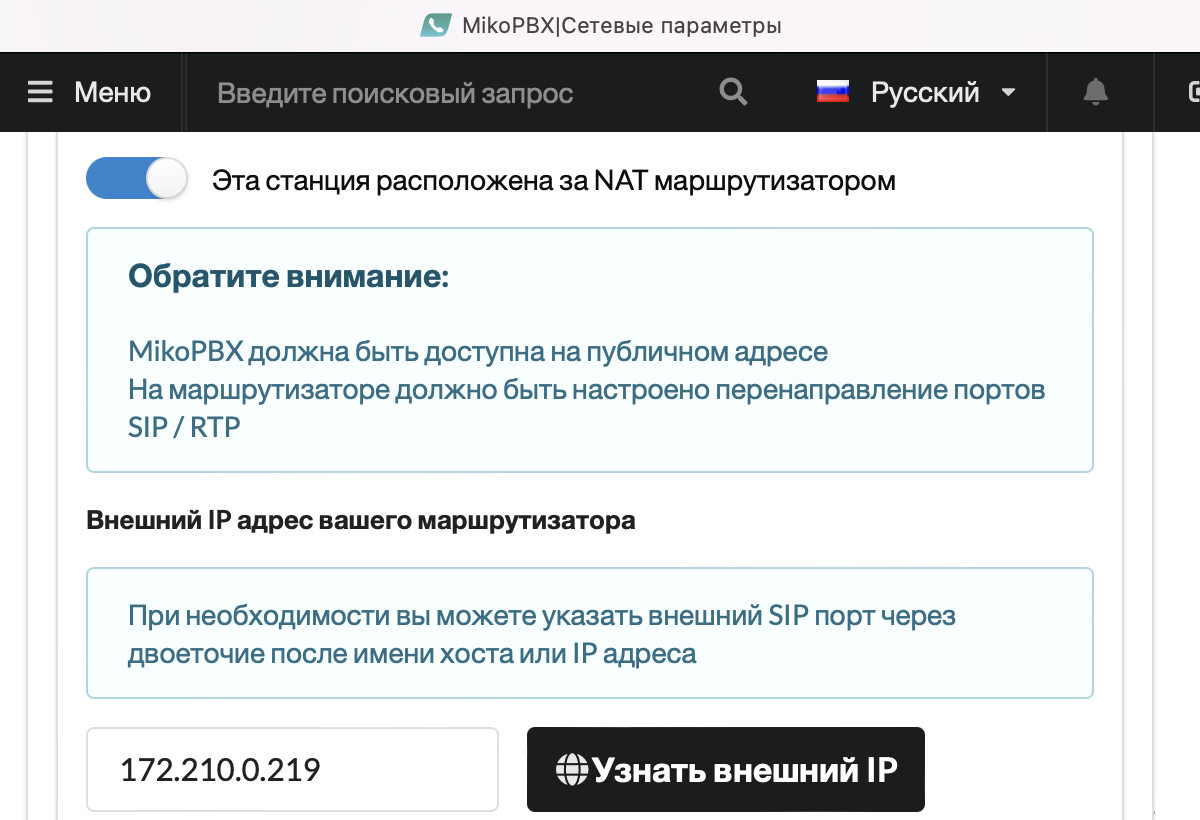 MikoPBX|Сетевые параметры
Меню
Введите поисковый запрос
Русский
Эта станция расположена за NAT маршрутизатором
Обратите внимание:
MikoPBX должна быть доступна на публичном адресе
На маршрутизаторе должно быть настроено перенаправление портов
SIP / RTP
Внешний IP адрес вашего маршрутизатора
При необходимости вы можете указать внешний SIP порт через
двоеточие после имени хоста или IP адреса
172.210.0.219
Узнать внешний IP